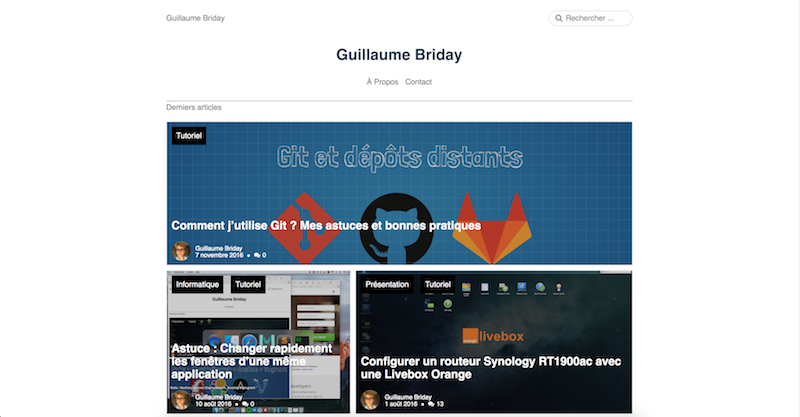 Guillaume Briday
Rechercher ...
Guillaume Briday
À Propos Contact
Derniers articles
Tutoriel
Git et dépôts distants
Comment j’utilise Git ? Mes astuces et bonnes pratiques
Guillaume Briday
7 novembre 2016 • 0
Informatique Tutoriel
Guillaume Briday
Astuce : Changer rapidement
les fenêtres d’une même
application
Guillaume Briday
10 août 2016 • 0
Présentation Tutoriel
livebox
Configurer un routeur Synology RT1900ac avec
une Livebox Orange
Guillaume Briday
1 août 2016 • 13